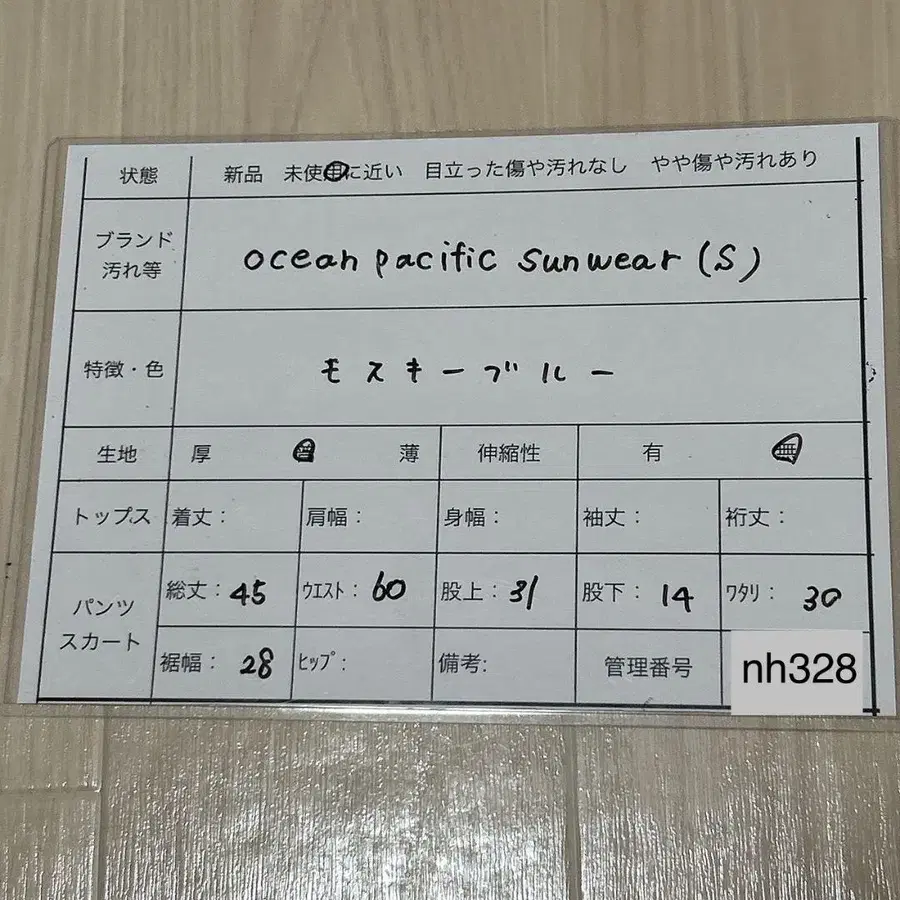 状態 新品 未使用に近い 目立った傷や汚れなし やや傷や汚れあり
ブランド
汚れ等
ocean pacific sunwear (S)
特徴・色 モスキーブルー
生地 厚 普 薄 伸縮性 有 無
トップス 着丈: 肩幅: 身幅: 袖丈: 裄丈:
パンツ
スカート
総丈: 45 ウエスト: 60 股上: 31 股下: 14 ワタリ: 30
裾幅: 28 ヒップ: 備考: 管理番号 nh328